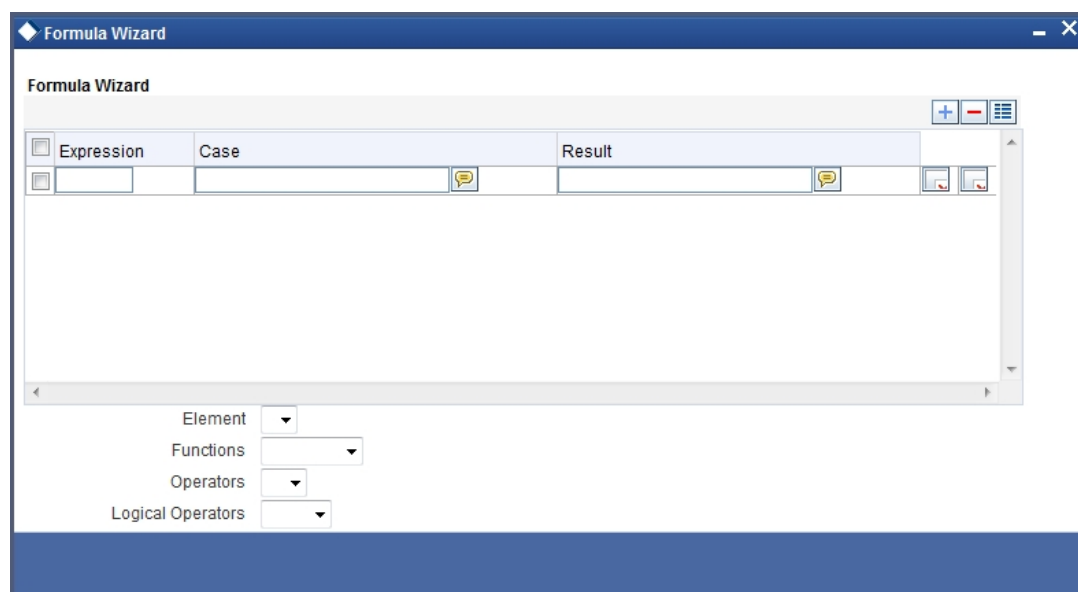 Formula Wizard
Formula Wizard
Expression Case Result
Element
Functions
Operators
Logical Operators